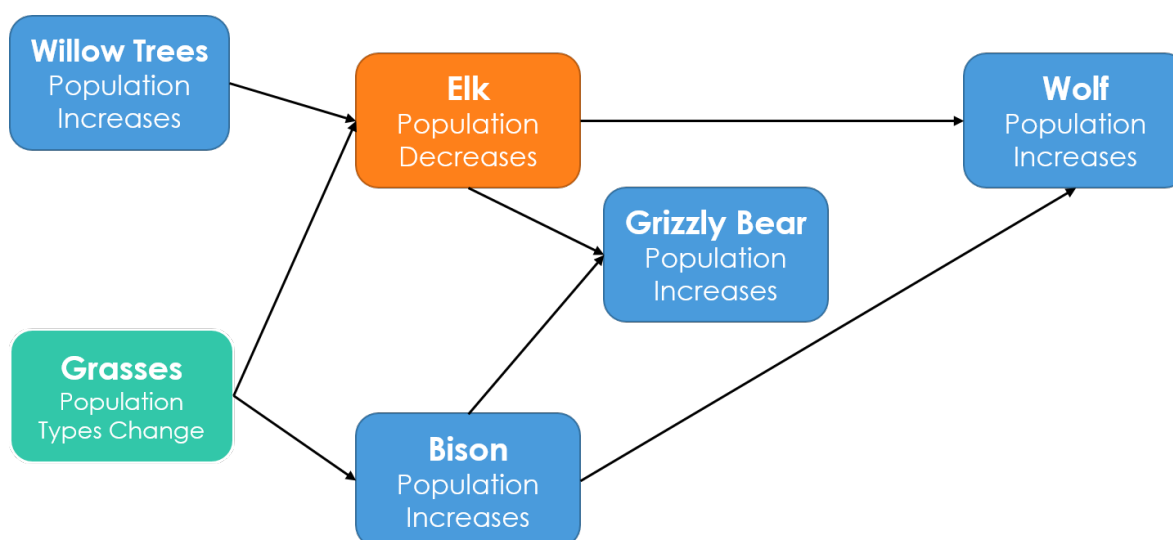 Willow Trees
Population
Increases
Elk
Population
Decreases
Wolf
Population
Increases
Grizzly Bear
Population
Increases
Grasses
Population
Types Change
Bison
Population
Increases